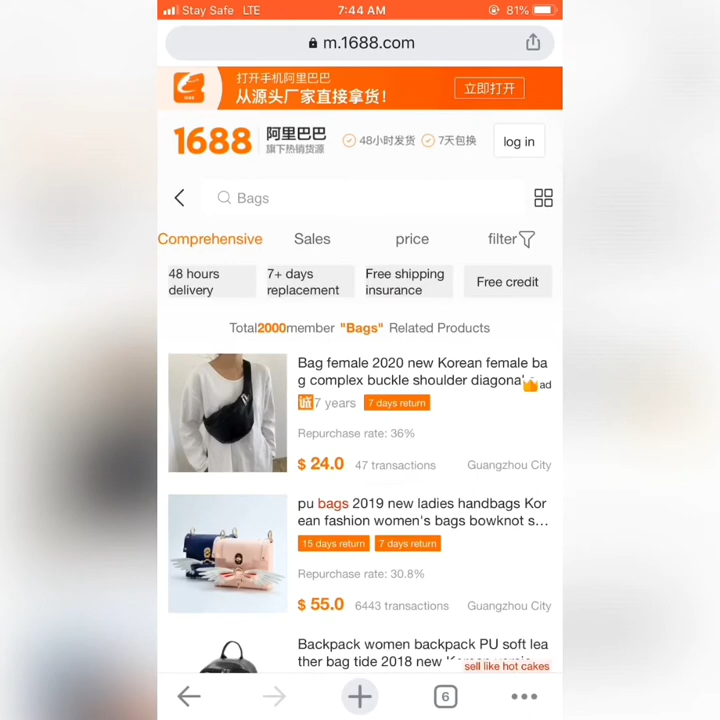 Stay Safe LTE 7:44 AM 81%
m.1688.com
打开手机阿里巴巴
从源头厂家直接拿货!
立即打开
1688 阿里巴巴
旗下热销货源
48小时发货 7天包换 log in
Bags
Comprehensive Sales price filter
48 hours delivery
7+ days replacement
Free shipping insurance
Free credit
Total2000member "Bags" Related Products
Bag female 2020 new Korean female ba
g complex buckle shoulder diagonal
ad
7 years 7 days return
Repurchase rate: 36%
$ 24.0 47 transactions Guangzhou City
pu bags 2019 new ladies handbags Kor
ean fashion women's bags bowknot s...
15 days return 7 days return
Repurchase rate: 30.8%
$ 55.0 6443 transactions Guangzhou City
Backpack women backpack PU soft lea
ther bag tide 2018 new
sell like hot cakes
6